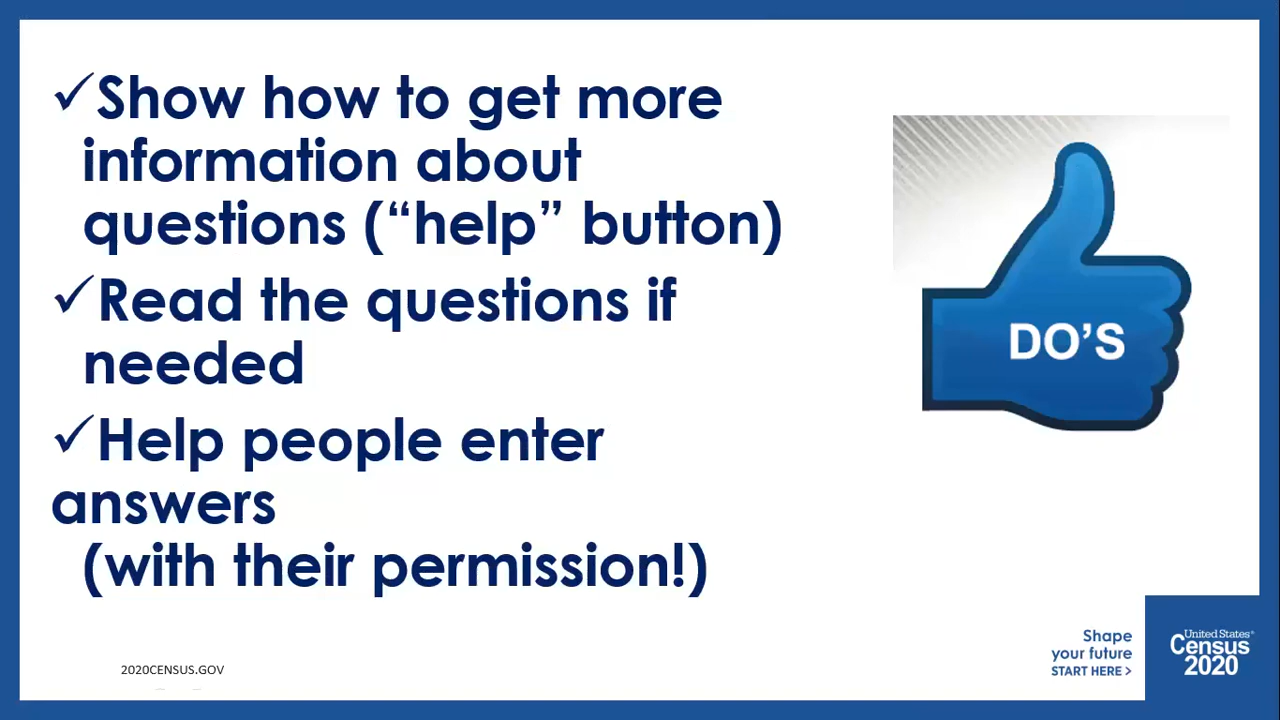 ✓Show how to get more
information about
questions (“help” button)
✓Read the questions if
needed
✓Help people enter
answers
(with their permission!)
DO’S
2020CENSUS.GOV
Shape
your future
START HERE >
United States®
Census
2020